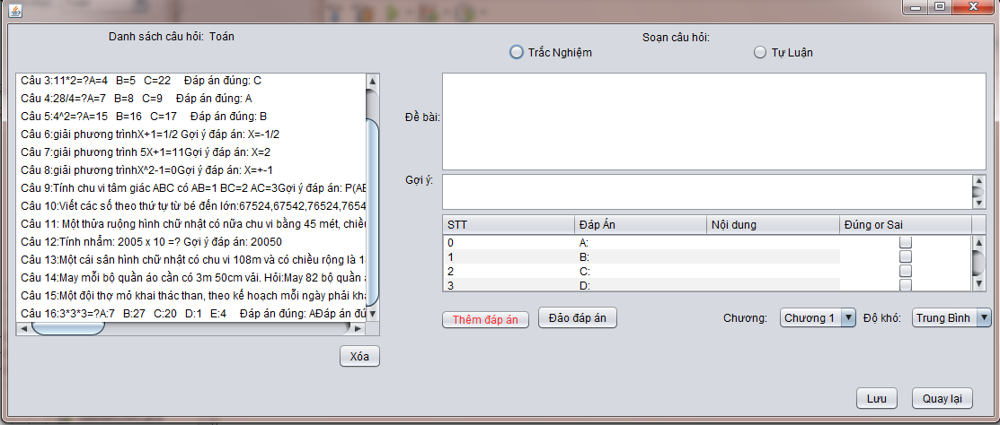 Danh sách câu hỏi: Toán
Câu 3:11*2=?A=4 B=5 C=22 Đáp án đúng: C
Câu 4:28/4=?A=7 B=8 C=9 Đáp án đúng: A
Câu 5:4^2=?A=15 B=16 C=17 Đáp án đúng: B
Câu 6:giải phương trìnhX+1=1/2 Gợi ý đáp án: X=-1/2
Câu 7:giải phương trình 5X+1=11Gợi ý đáp án: X=2
Câu 8:giải phương trìnhX^2-1=0Gợi ý đáp án: X=+-1
Câu 9:Tính chu vi tâm giác ABC có AB=1 BC=2 AC=3Gợi ý đáp án: P(AB
Câu 10:Viết các số theo thứ tự từ bé đến lớn:67524,67542,76524,7654
Câu 11: Một thửa ruộng hình chữ nhật có nữa chu vi bằng 45 mét, chiều
Câu 12:Tính nhẩm: 2005 x 10 =? Gợi ý đáp án: 20050
Câu 13:Một cái sân hình chữ nhật có chu vi 108m và có chiều rộng là 18
Câu 14:May mỗi bộ quần áo cần có 3m 50cm vải. Hỏi:May 82 bộ quần á
Câu 15:Một đội thợ mỏ khai thác than, theo kế hoạch mỗi ngày phải kha
Câu 16:3*3*3=?A:7 B:27 C:20 D:1 E:4 Đáp án đúng: AĐáp án đú
Xóa
Soạn câu hỏi:
Trắc Nghiệm Tự Luận
Đề bài:
Gợi ý:
STT Đáp Án Nội dung Đúng or Sai
0 A:
1 B:
2 C:
3 D:
Thêm đáp án Đảo đáp án Chương: Chương 1 Độ khó: Trung Bình
Lưu Quay lại